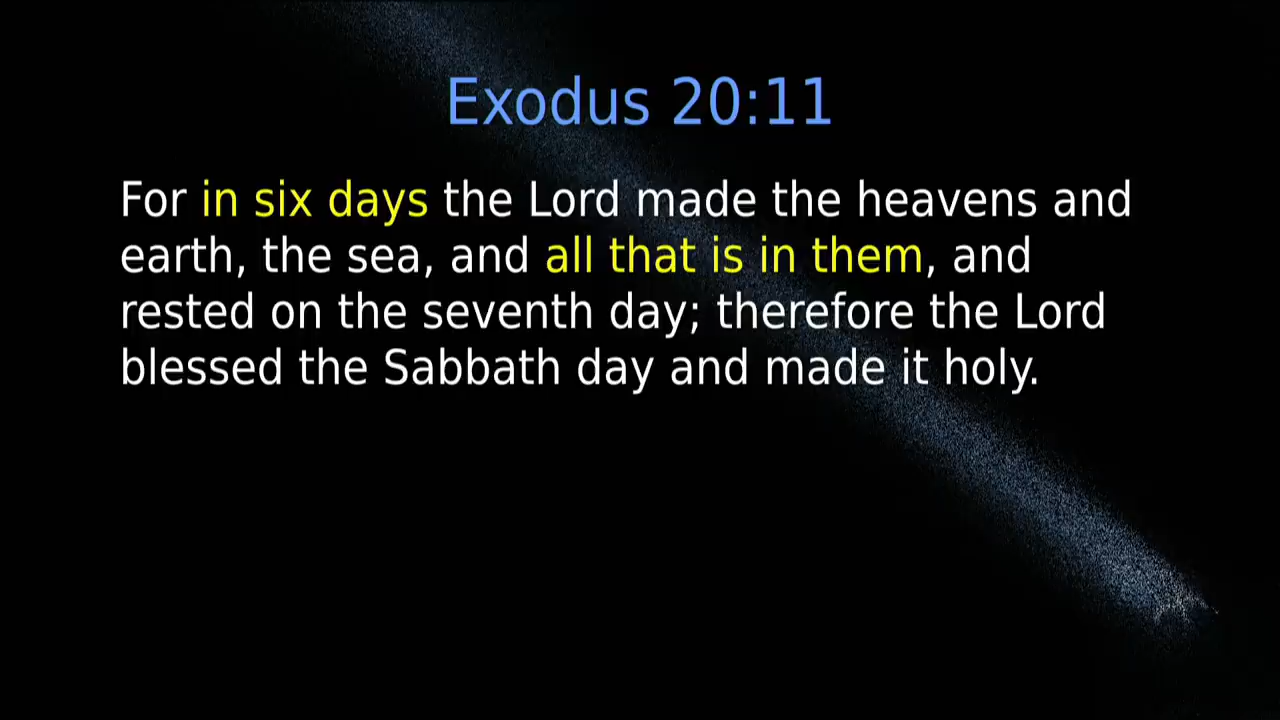 Exodus 20:11
For in six days the Lord made the heavens and
earth, the sea, and all that is in them, and
rested on the seventh day; therefore the Lord
blessed the Sabbath day and made it holy.